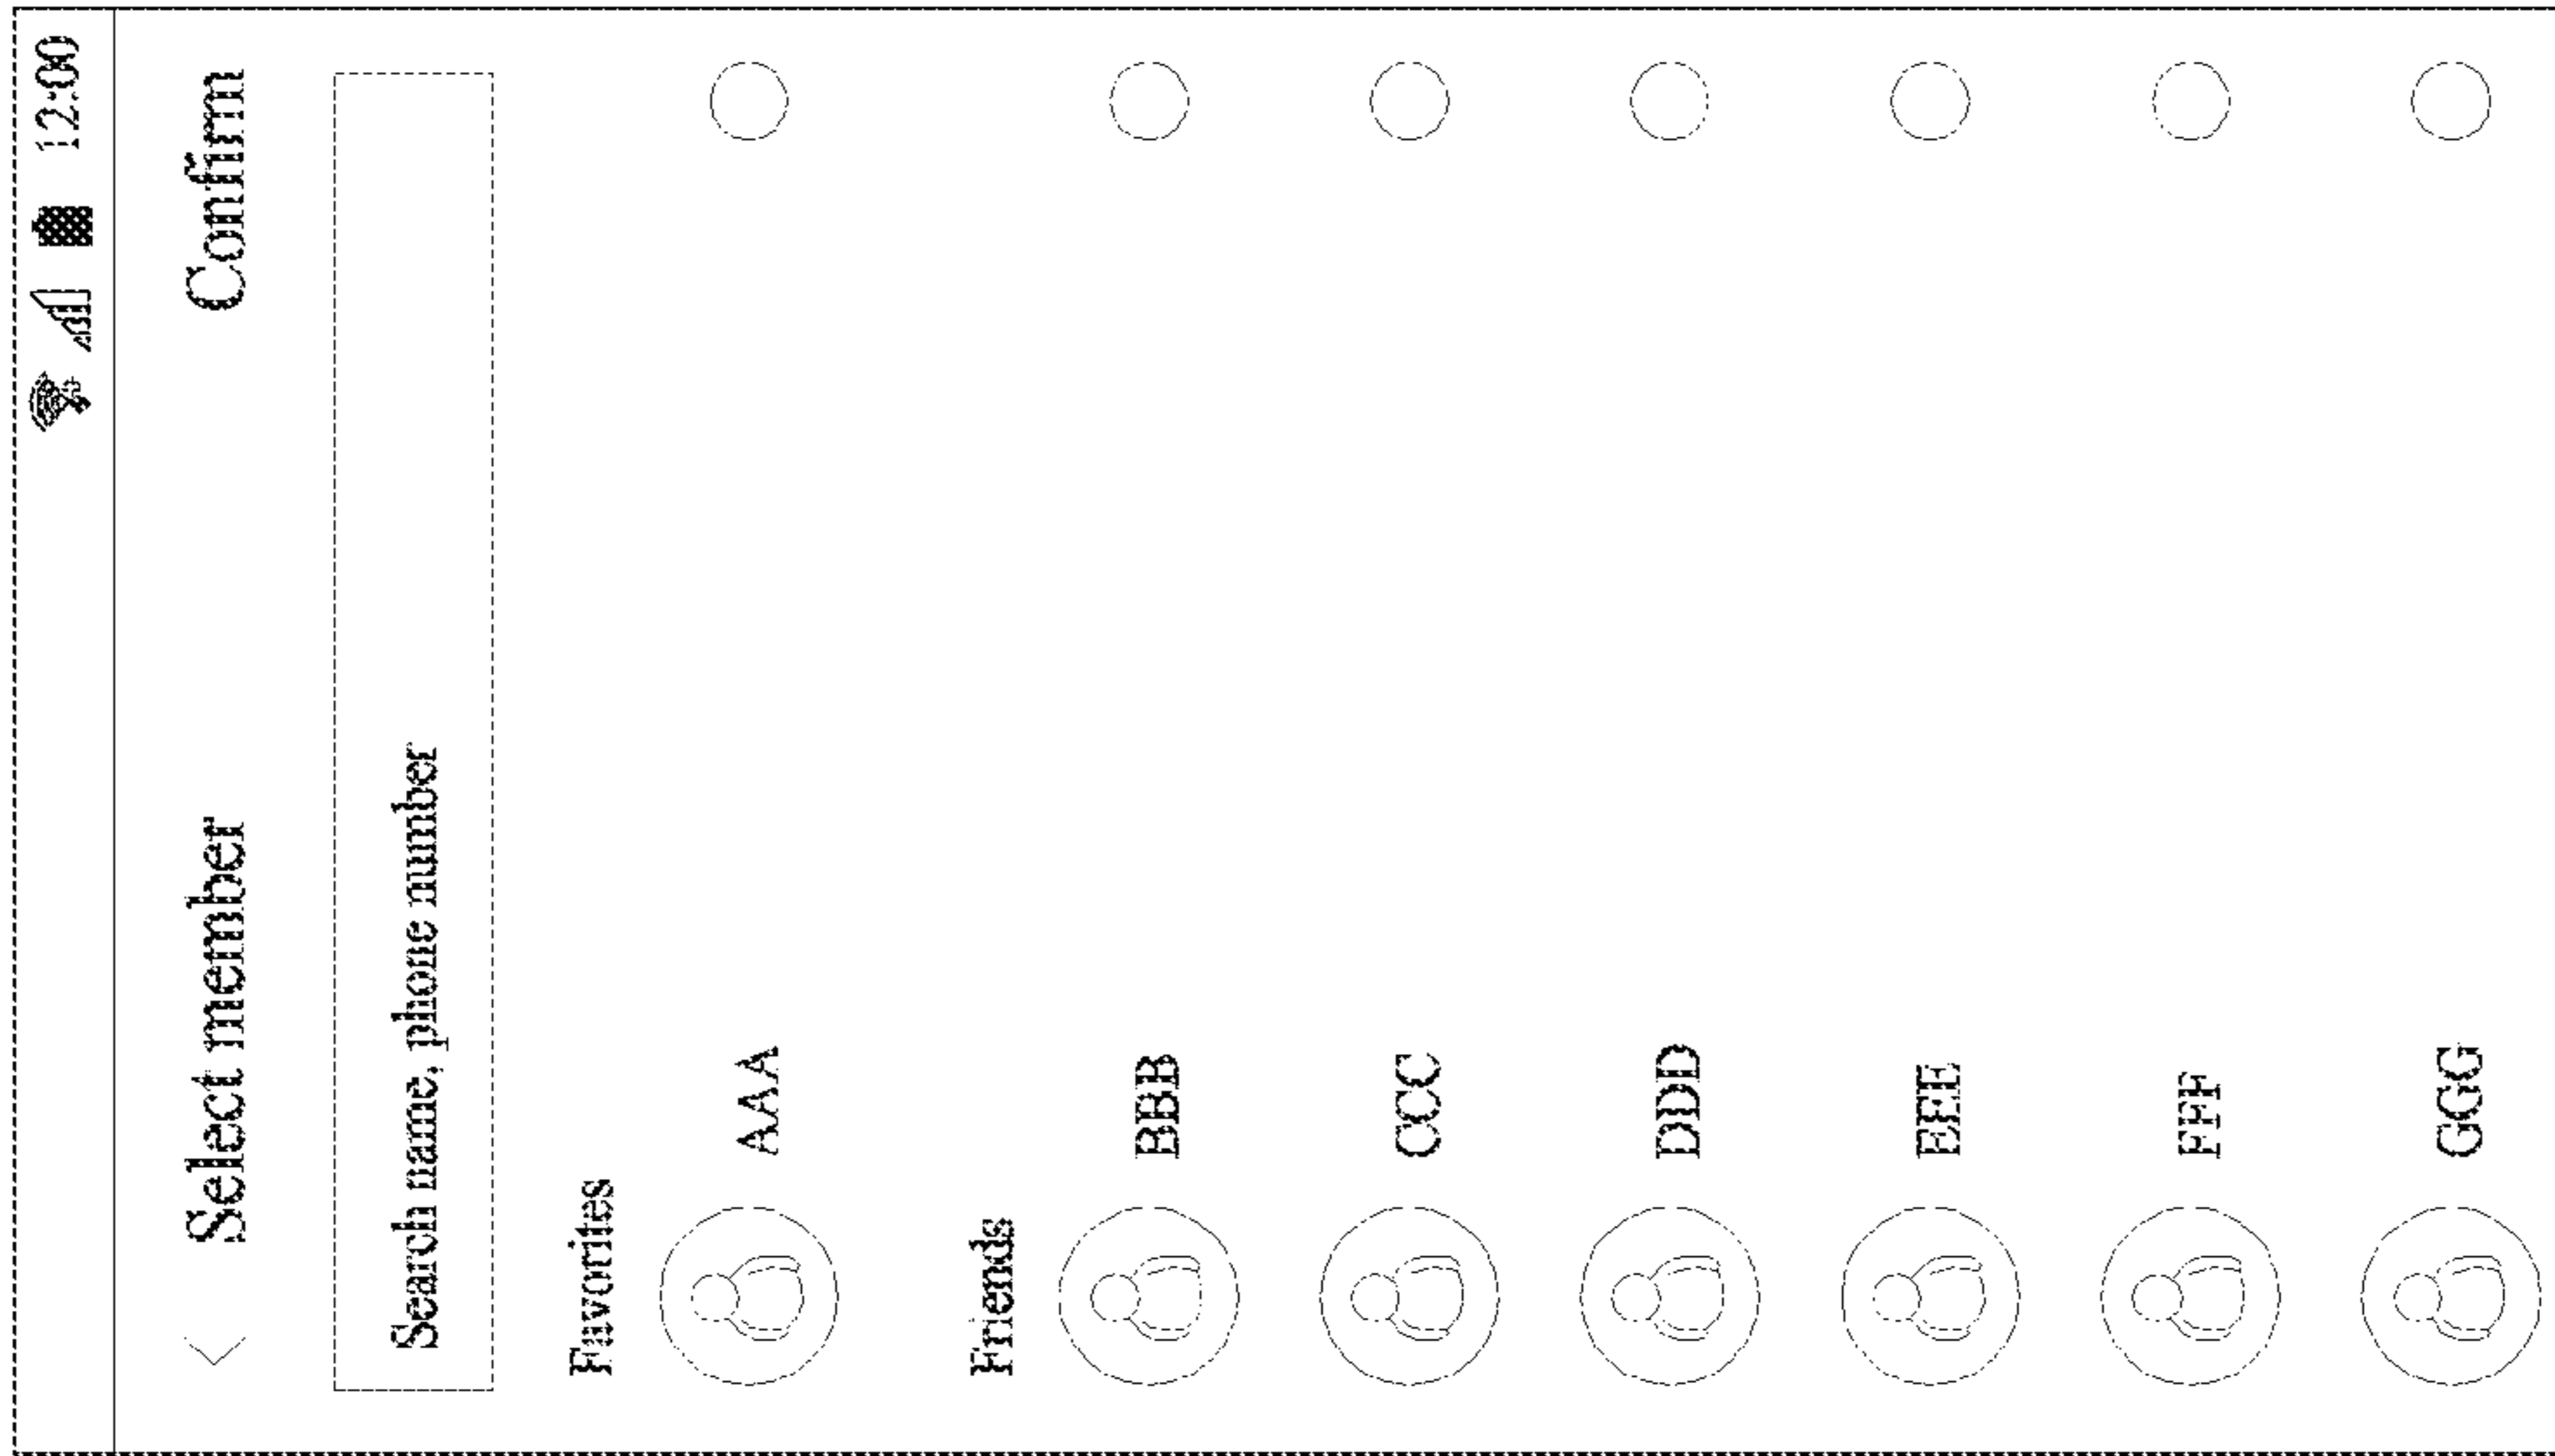 12:00
Select member Confirm
Search name, phone number
Favorites
AAA
Friends
BBB
CCC
DDD
EEE
FFF
GGG